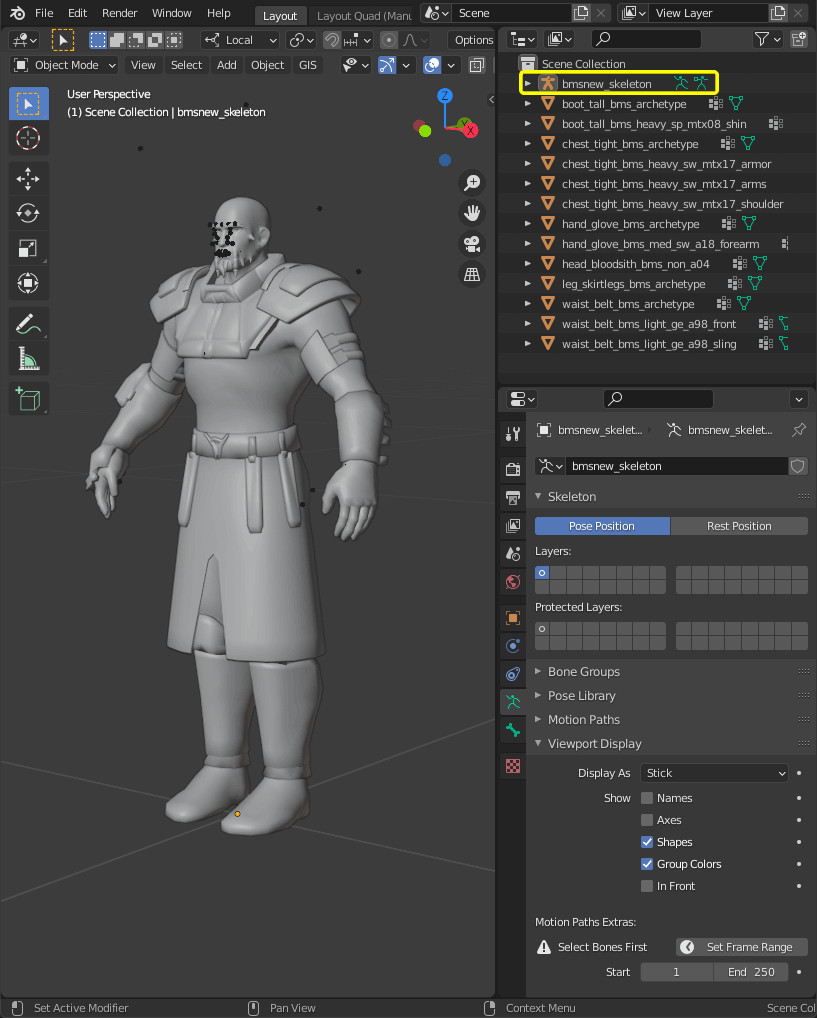 File Edit Render Window Help Layout Layout Quad (Manu Scene View Layer
Local Options
Object Mode View Select Add Object GIS
User Perspective
(1) Scene Collection | bmsnew_skeleton
Z
Y
X
Scene Collection
bmsnew_skeleton
boot_tall_bms_archetype
boot_tall_bms_heavy_sp_mtx08_shin
chest_tight_bms_archetype
chest_tight_bms_heavy_sw_mtx17_armor
chest_tight_bms_heavy_sw_mtx17_arms
chest_tight_bms_heavy_sw_mtx17_shoulder
hand_glove_bms_archetype
hand_glove_bms_med_sw_a18_forearm
head_bloodsith_bms_non_a04
leg_skirtlegs_bms_archetype
waist_belt_bms_archetype
waist_belt_bms_light_ge_a98_front
waist_belt_bms_light_ge_a98_sling
bmsnew_skelet... bmsnew_skelet...
bmsnew_skeleton
Skeleton
Pose Position Rest Position
Layers:
Protected Layers:
Bone Groups
Pose Library
Motion Paths
Viewport Display
Display As Stick
Show Names
Axes
Shapes
Group Colors
In Front
Motion Paths Extras:
Select Bones First Set Frame Range
Start 1 End 250
Set Active Modifier Pan View Context Menu Scene Col